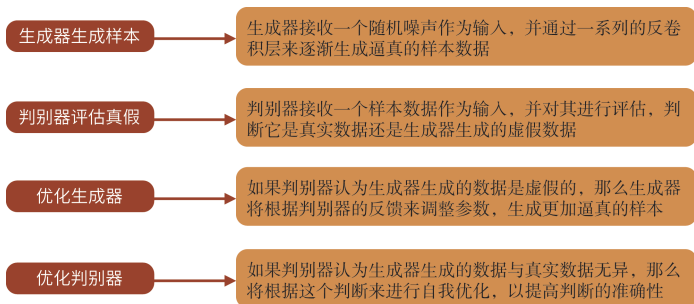 生成器生成样本
生成器接收一个随机噪声作为输入，并通过一系列的反卷
积层来逐渐生成逼真的样本数据
判别器评估真假
判别器接收一个样本数据作为输入，并对其进行评估，判
断它是真实数据还是生成器生成的虚假数据
优化生成器
如果判别器认为生成器生成的数据是虚假的，那么生成器
将根据判别器的反馈来调整参数，生成更加逼真的样本
优化判别器
如果判别器认为生成器生成的数据与真实数据无异，那么
将根据这个判断来进行自我优化，以提高判断的准确性